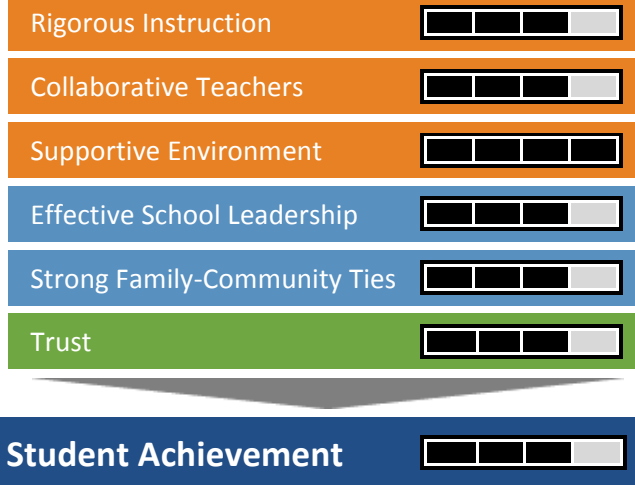 Rigorous Instruction
Collaborative Teachers
Supportive Environment
Effective School Leadership
Strong Family-Community Ties
Trust
Student Achievement